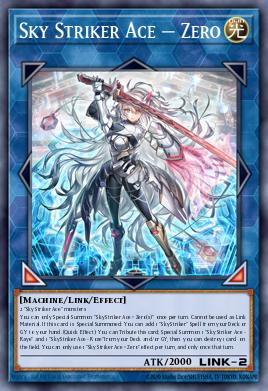 SKY STRIKER ACE – ZERO
光
[MACHINE/LINK/EFFECT]
2 "Sky Striker Ace" monsters
You can only Special Summon "Sky Striker Ace - Zero(s)" once per turn. Cannot be used as Link
Material. If this card is Special Summoned: You can add 1 "Sky Striker" Spell from your Deck or
GY to your hand. (Quick Effect): You can Tribute this card; Special Summon 1 "Sky Striker Ace -
Raye" and 1 "Sky Striker Ace - Roze" from your Deck and/or GY, then you can destroy 1 card on
the field. You can only use 1 "Sky Striker Ace - Zero" effect per turn, and only once that turn.
ATK/2000 LINK-2